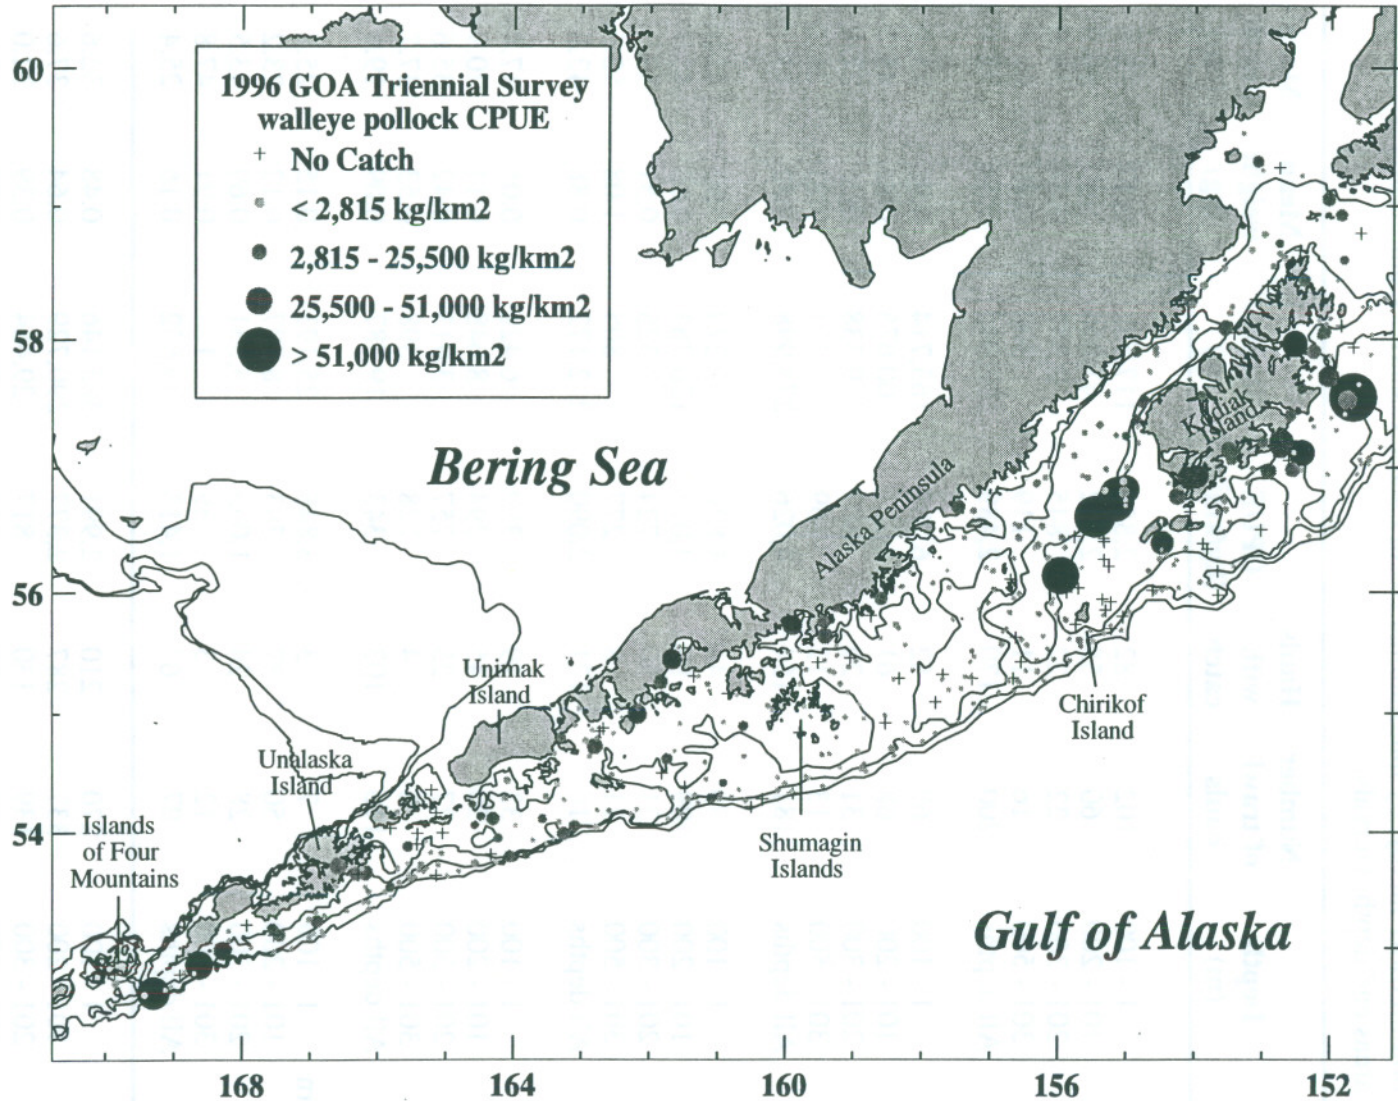 1996 GOA Triennial Survey
walleye pollock CPUE
No Catch
< 2,815 kg/km2
2,815 - 25,500 kg/km2
25,500 - 51,000 kg/km2
> 51,000 kg/km2
60
58
56
54
Bering Sea
Alaska Peninsula
Kodiak
Island
Unimak
Island
Unalaska
Island
Islands
of Four
Mountains
Chirikof
Island
Shumagin
Islands
Gulf of Alaska
168
164
160
156
152